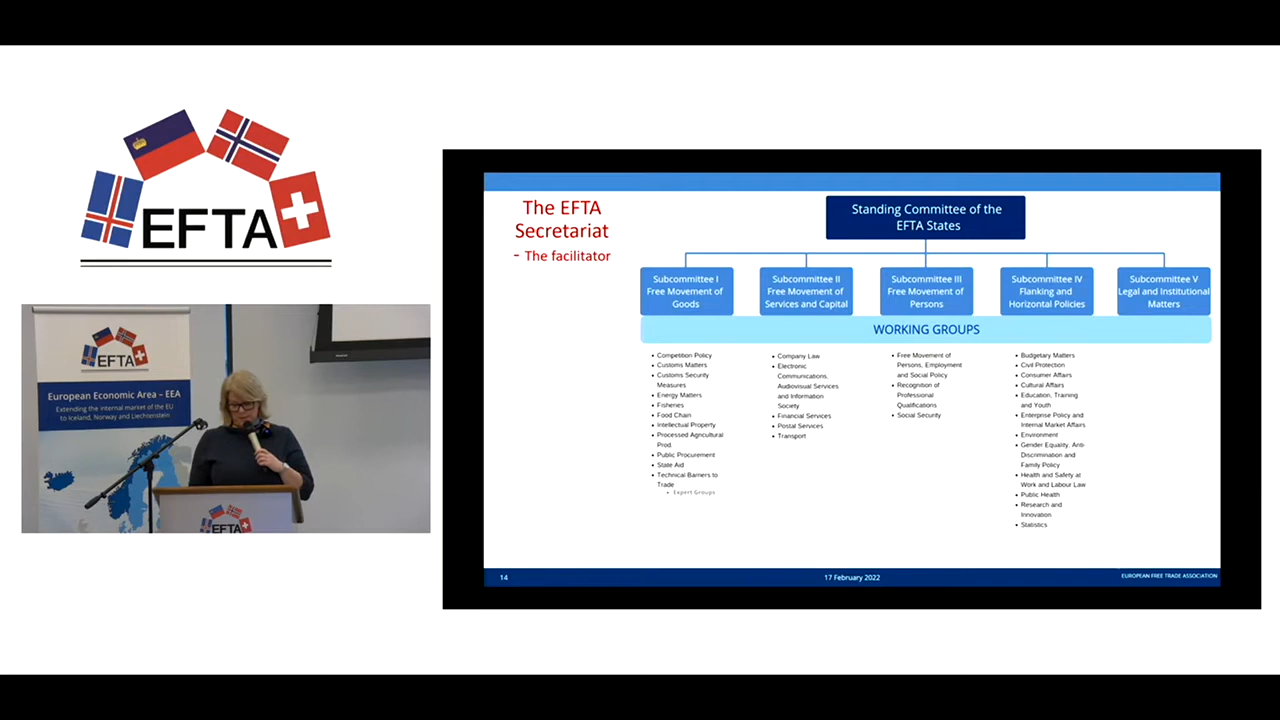 EFTA
EFTA
European Economic Area – EEA
Extending the internal market of the EU
to Iceland, Norway and Liechtenstein
EFTA
The EFTA
Secretariat
- The facilitator
Standing Committee of the
EFTA States
Subcommittee I
Free Movement of
Goods
Subcommittee II
Free Movement of
Services and Capital
Subcommittee III
Free Movement of
Persons
Subcommittee IV
Flanking and
Horizontal Policies
Subcommittee V
Legal and Institutional
Matters
WORKING GROUPS
• Competition Policy
• Customs Matters
• Customs Security
Measures
• Energy Matters
• Fisheries
• Food Chain
• Intellectual Property
• Processed Agricultural
Prod.
• Public Procurement
• State Aid
• Technical Barriers to
Trade
• Expert Groups
• Company Law
• Electronic
Communications,
Audiovisual Services
and Information
Society
• Financial Services
• Postal Services
• Transport
• Free Movement of
Persons, Employment
and Social Policy
• Recognition of
Professional
Qualifications
• Social Security
• Budgetary Matters
• Civil Protection
• Consumer Affairs
• Cultural Affairs
• Education, Training
and Youth
• Enterprise Policy and
Internal Market Affairs
• Environment
• Gender Equality, Anti-
Discrimination and
Family Policy
• Health and Safety at
Work and Labour Law
• Public Health
• Research and
Innovation
• Statistics
14
17 February 2022
EUROPEAN FREE TRADE ASSOCIATION